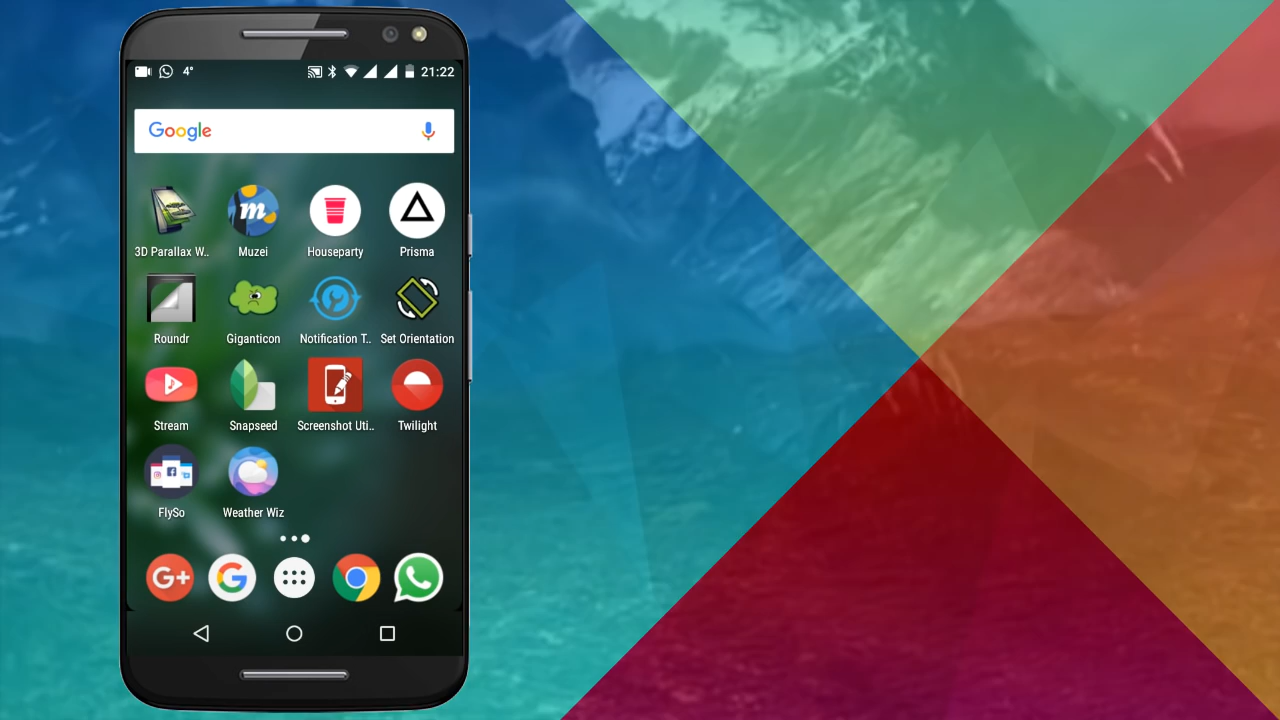 4° 21:22
Google
3D Parallax W.. Muzei Houseparty Prisma
Roundr Giganticon Notification T.. Set Orientation
Stream Snapseed Screenshot Uti.. Twilight
FlySo Weather Wiz
G+ G